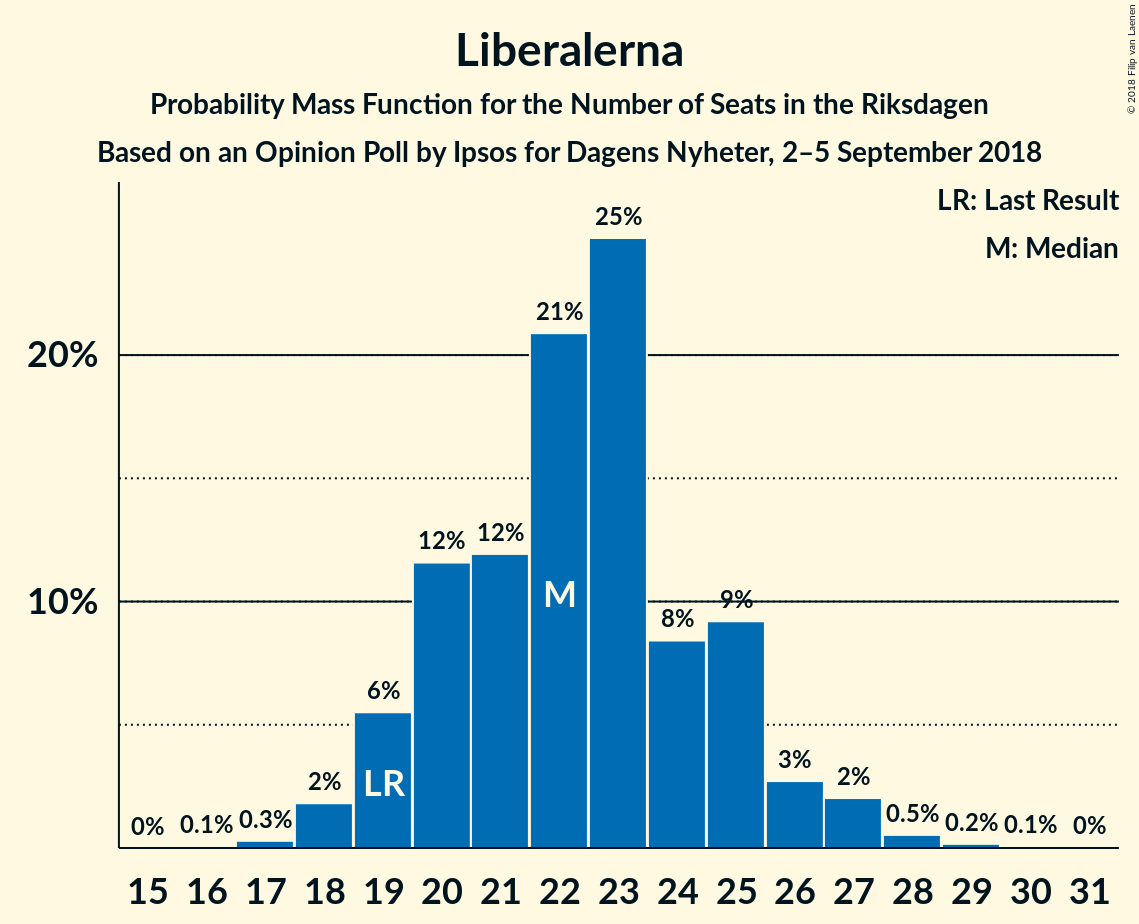 Liberalerna
Probability Mass Function for the Number of Seats in the Riksdagen
Based on an Opinion Poll by Ipsos for Dagens Nyheter, 2–5 September 2018
© 2018 Filip van Laenen
LR: Last Result
M: Median
20%
10%
0% 0.1% 0.3% 2% 6% 12% 12% 21% 25% 8% 9% 3% 2% 0.5% 0.2% 0.1% 0%
LR M
15 16 17 18 19 20 21 22 23 24 25 26 27 28 29 30 31